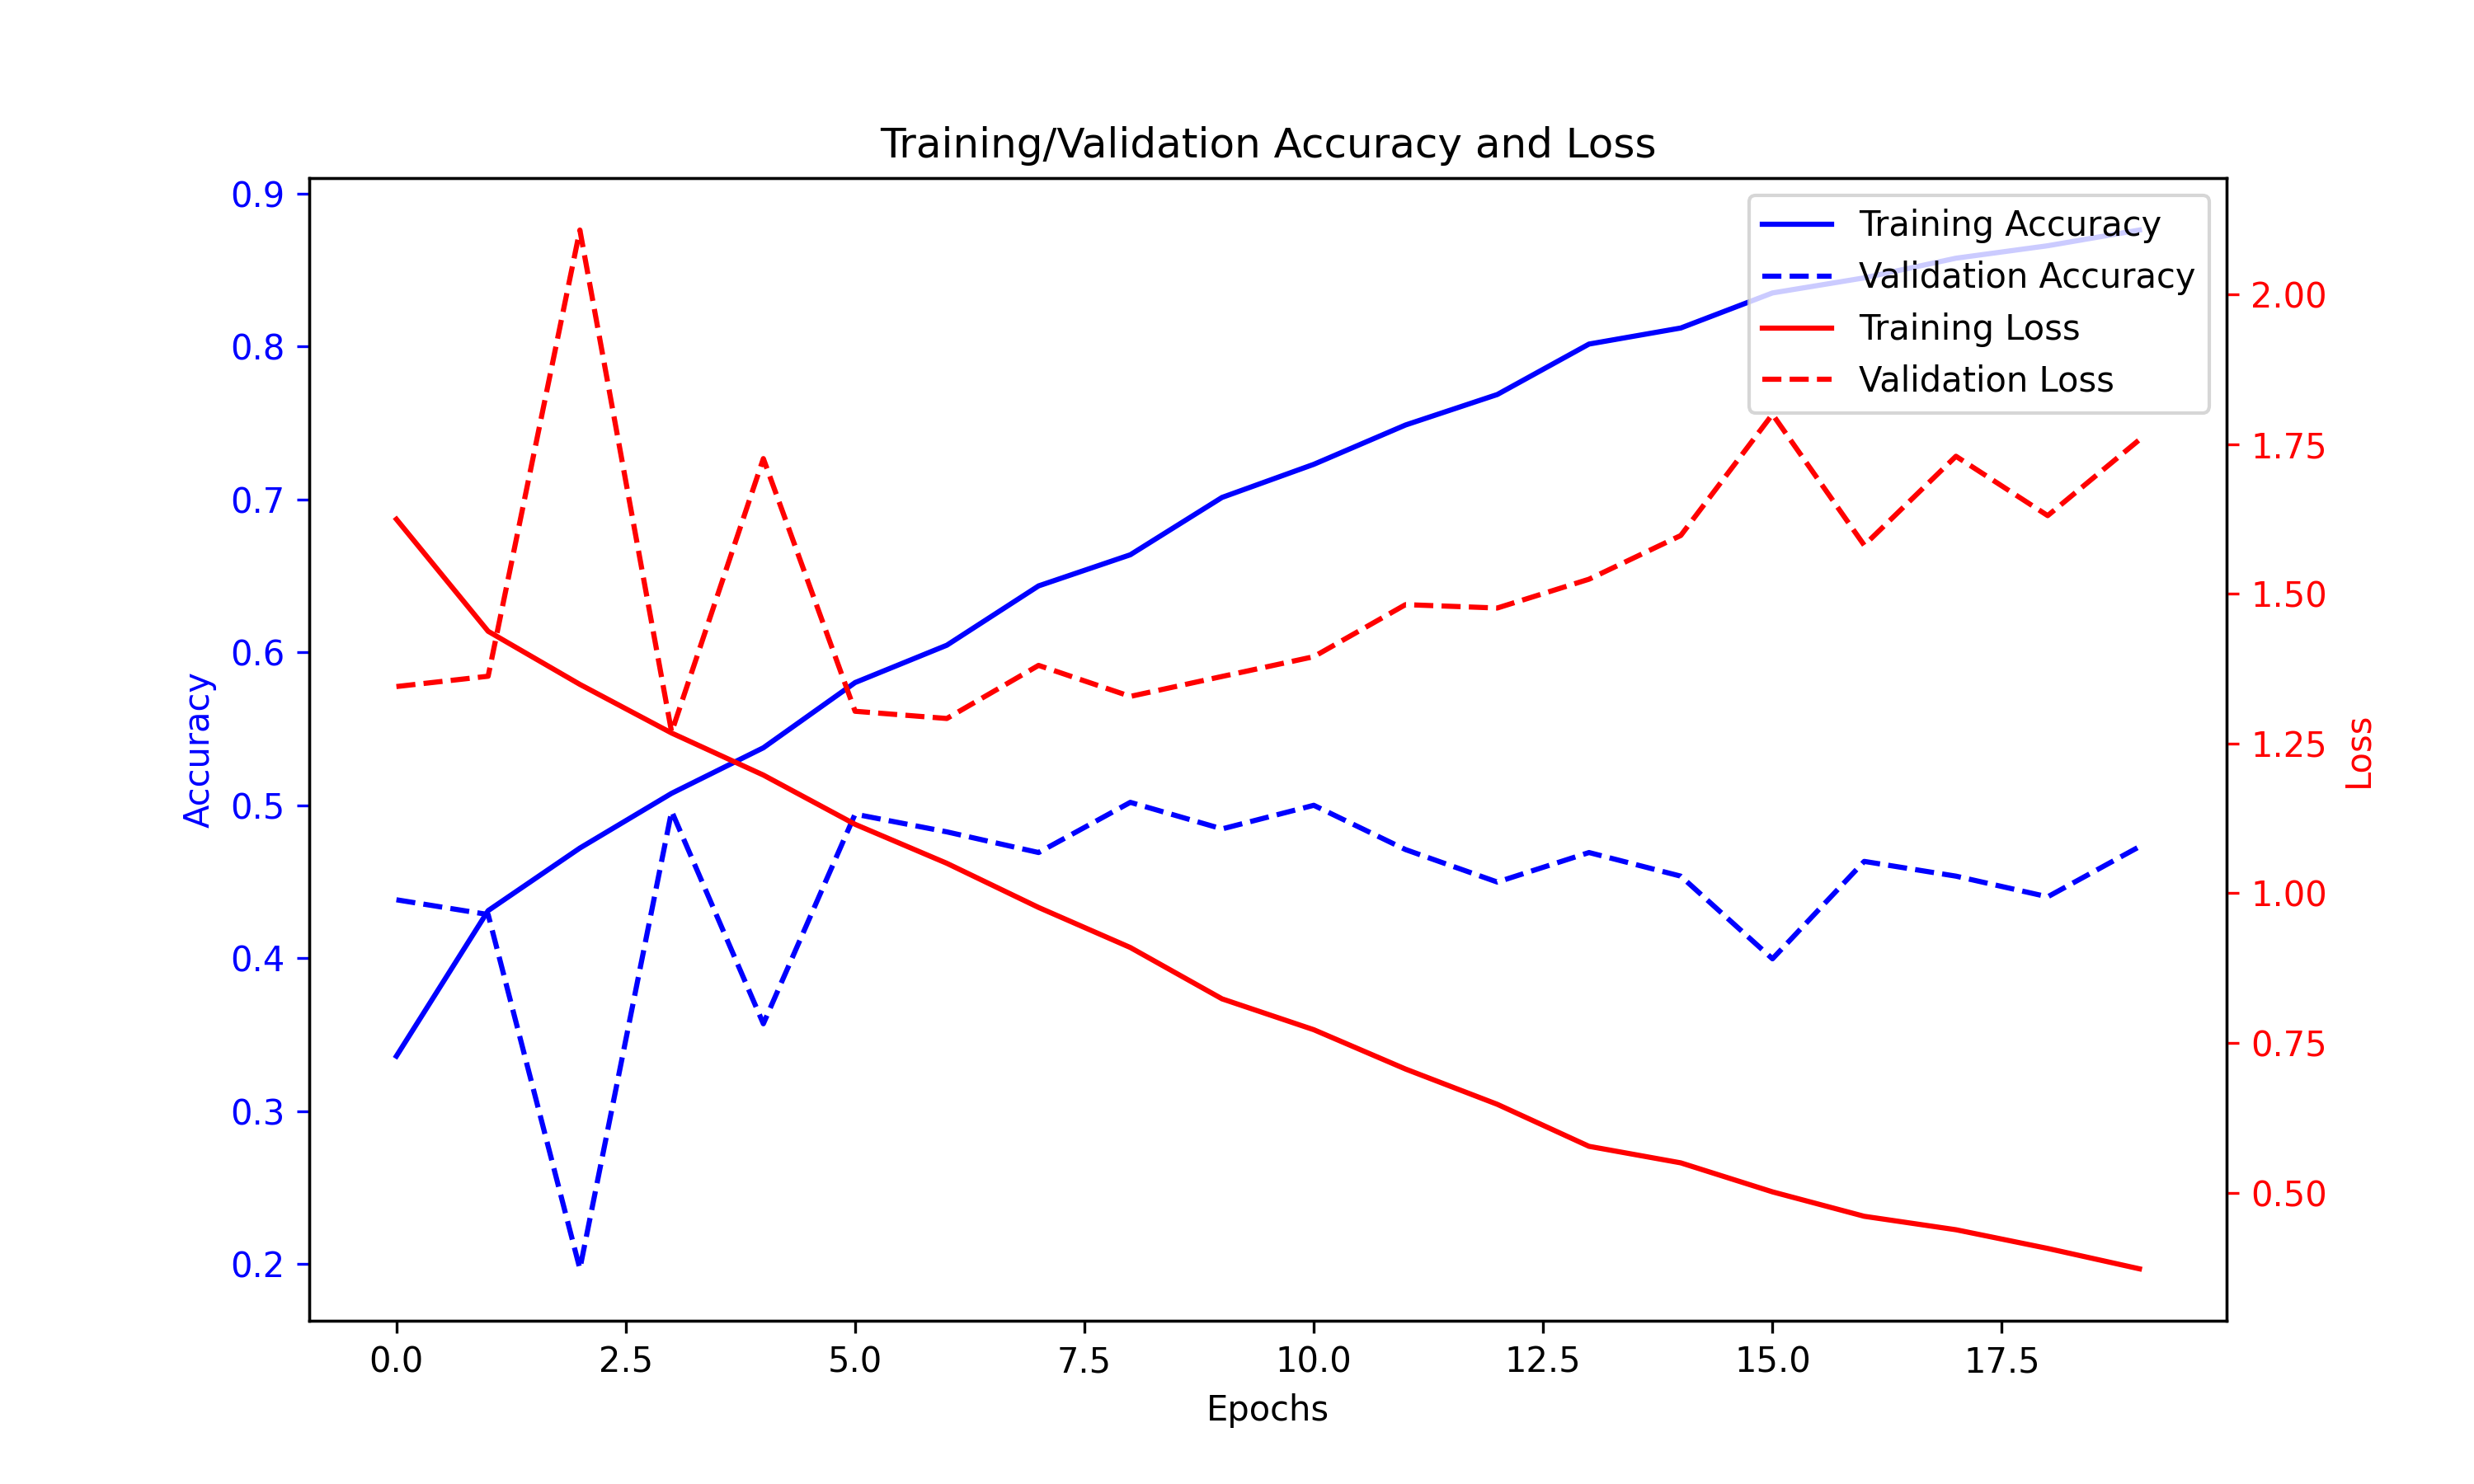 Training/Validation Accuracy and Loss
0.9
0.8
0.7
0.6
0.5
0.4
0.3
0.2
Accuracy
Training Accuracy
Validation Accuracy
Training Loss
Validation Loss
2.00
1.75
1.50
1.25
1.00
0.75
0.50
Loss
0.0 2.5 5.0 7.5 10.0 12.5 15.0 17.5
Epochs